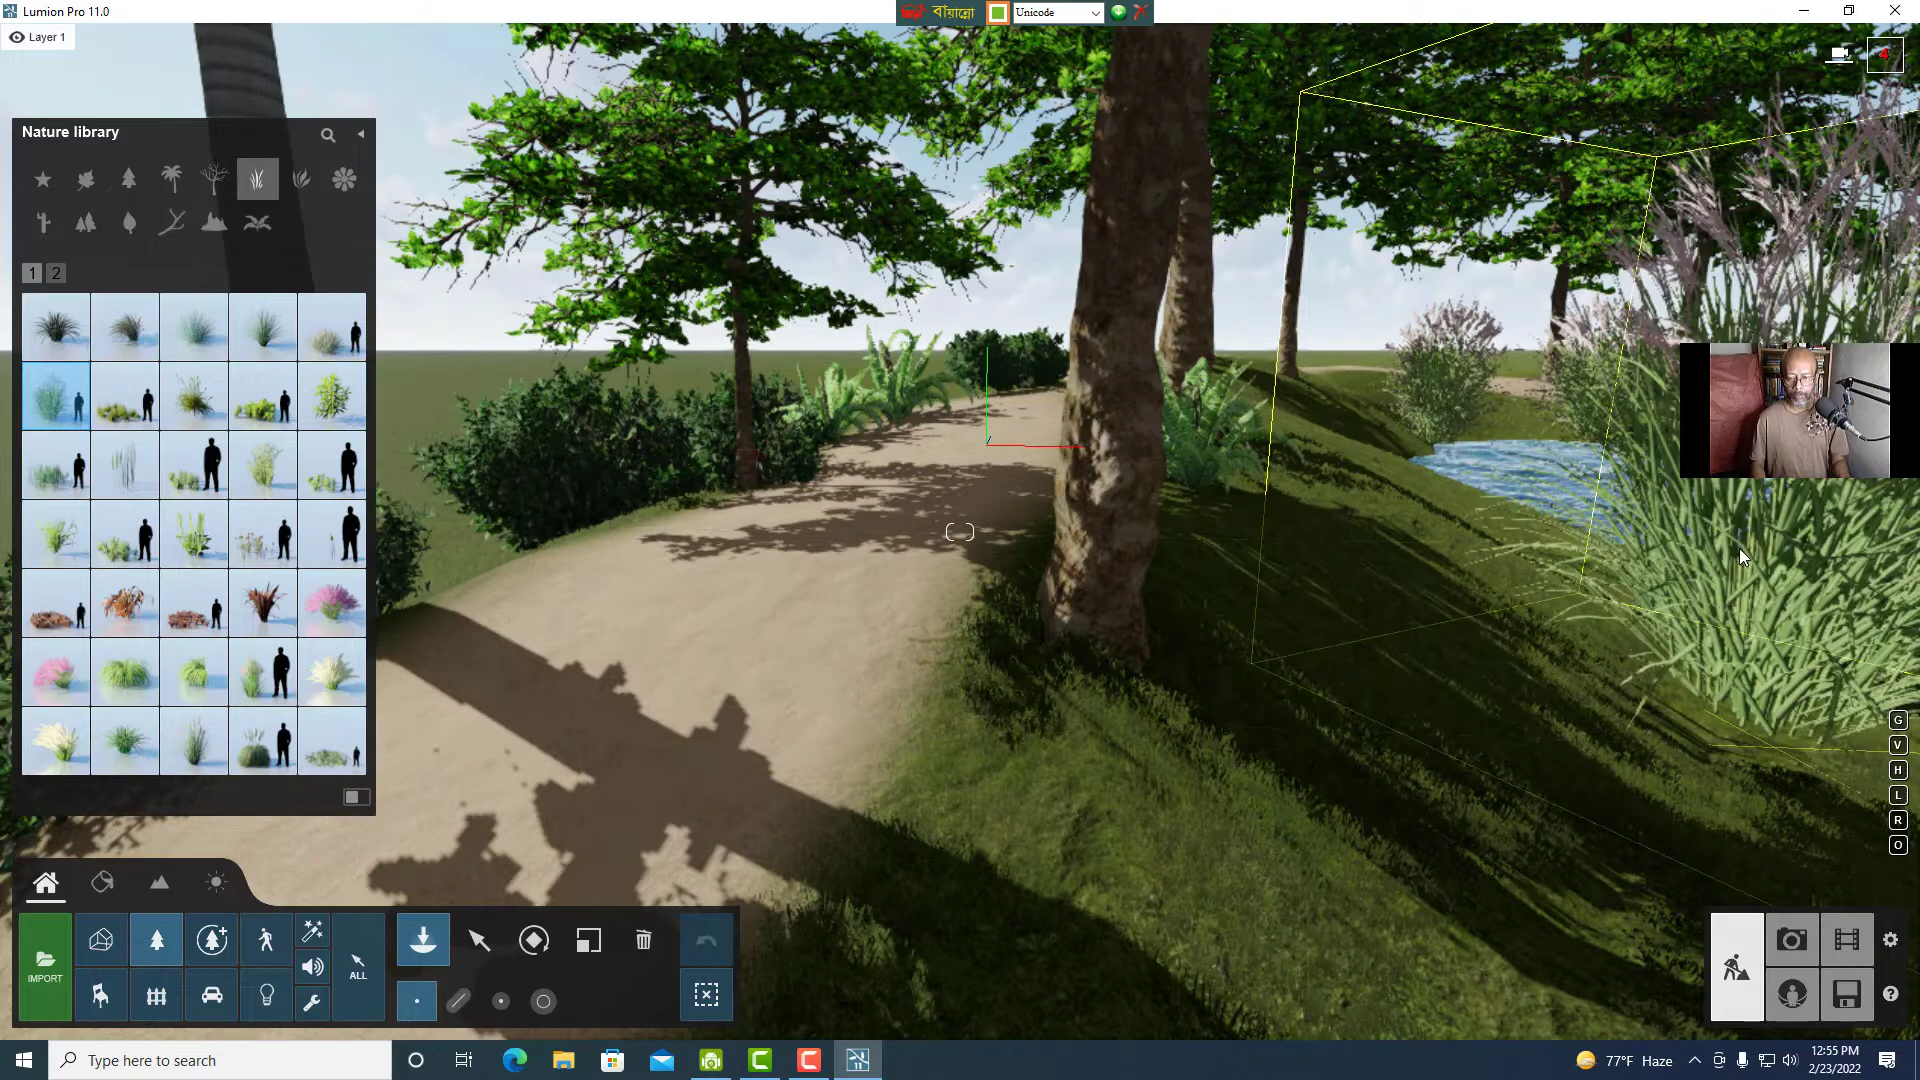 Lumion Pro 11.0
বায়ান্নো
Unicode
Layer 1
4
Nature library
1
2
G
V
H
L
R
O
IMPORT
ALL
Type here to search
77°F Haze
12:55 PM
2/23/2022